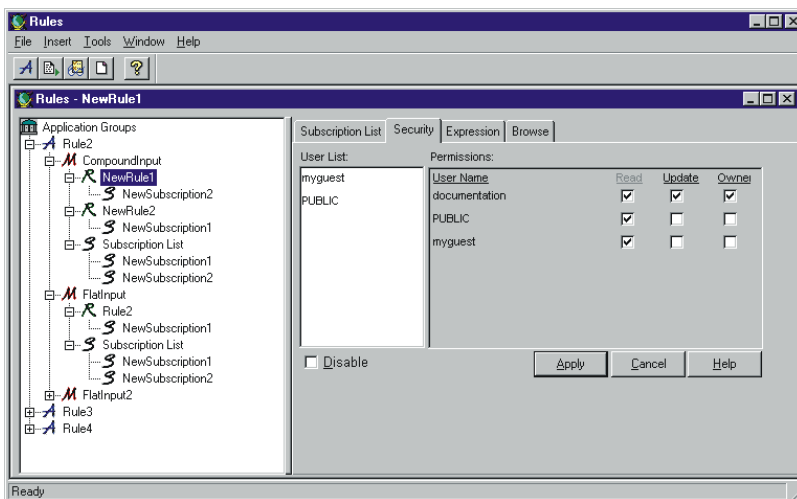 Rules
File Insert Tools Window Help
Rules - NewRule1
Application Groups
Rule2
CompoundInput
NewRule1
NewSubscription2
NewRule2
NewSubscription1
Subscription List
NewSubscription1
NewSubscription2
FlatInput
Rule2
NewSubscription1
Subscription List
NewSubscription1
NewSubscription2
FlatInput2
Rule3
Rule4
Subscription List Security Expression Browse
User List: Permissions:
myguest
PUBLIC
User Name Read Update Owner
documentation
PUBLIC
myguest
Disable
Apply Cancel Help
Ready